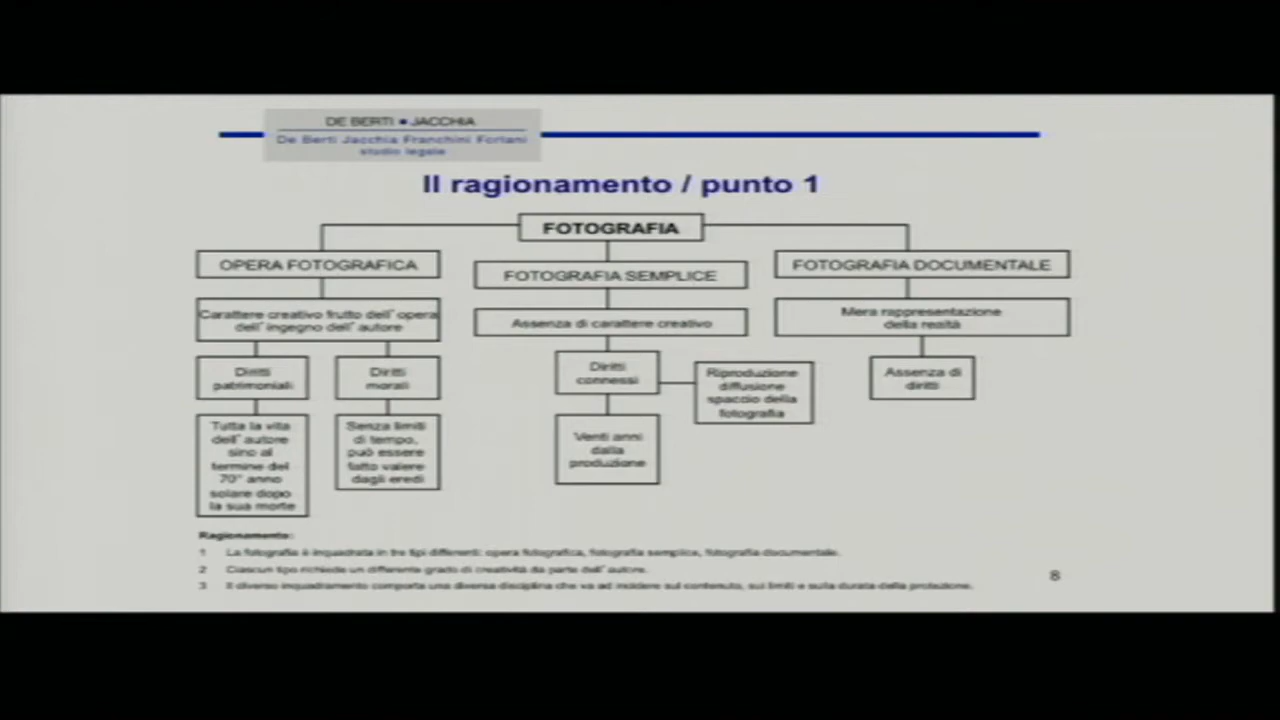 DE BERTI • JACCHIA
De Berti Jacchia Franchini Forlani
studio legale
Il ragionamento / punto 1
FOTOGRAFIA
OPERA FOTOGRAFICA
FOTOGRAFIA SEMPLICE
FOTOGRAFIA DOCUMENTALE
Carattere creativo frutto dell' opera
dell' ingegno dell' autore
Assenza di carattere creativo
Mera rappresentazione
della realtà
Diritti
patrimoniali
Diritti
morali
Diritti
connessi
Riproduzione
diffusione
spaccio della
fotografia
Assenza di
diritti
Tutta la vita
dell' autore
sino al
termine del
70° anno
solare dopo
la sua morte
Senza limiti
di tempo,
può essere
fatto valere
dagli eredi
Venti anni
dalla
produzione
Ragionamento:
1 La fotografia è inquadrata in tre tipi differenti: opera fotografica, fotografia semplice, fotografia documentale.
2 Ciascun tipo richiede un differente grado di creatività da parte dell' autore.
3 Il diverso inquadramento comporta una diversa disciplina che va ad incidere sul contenuto, sui limiti e sulla durata della protezione.
8